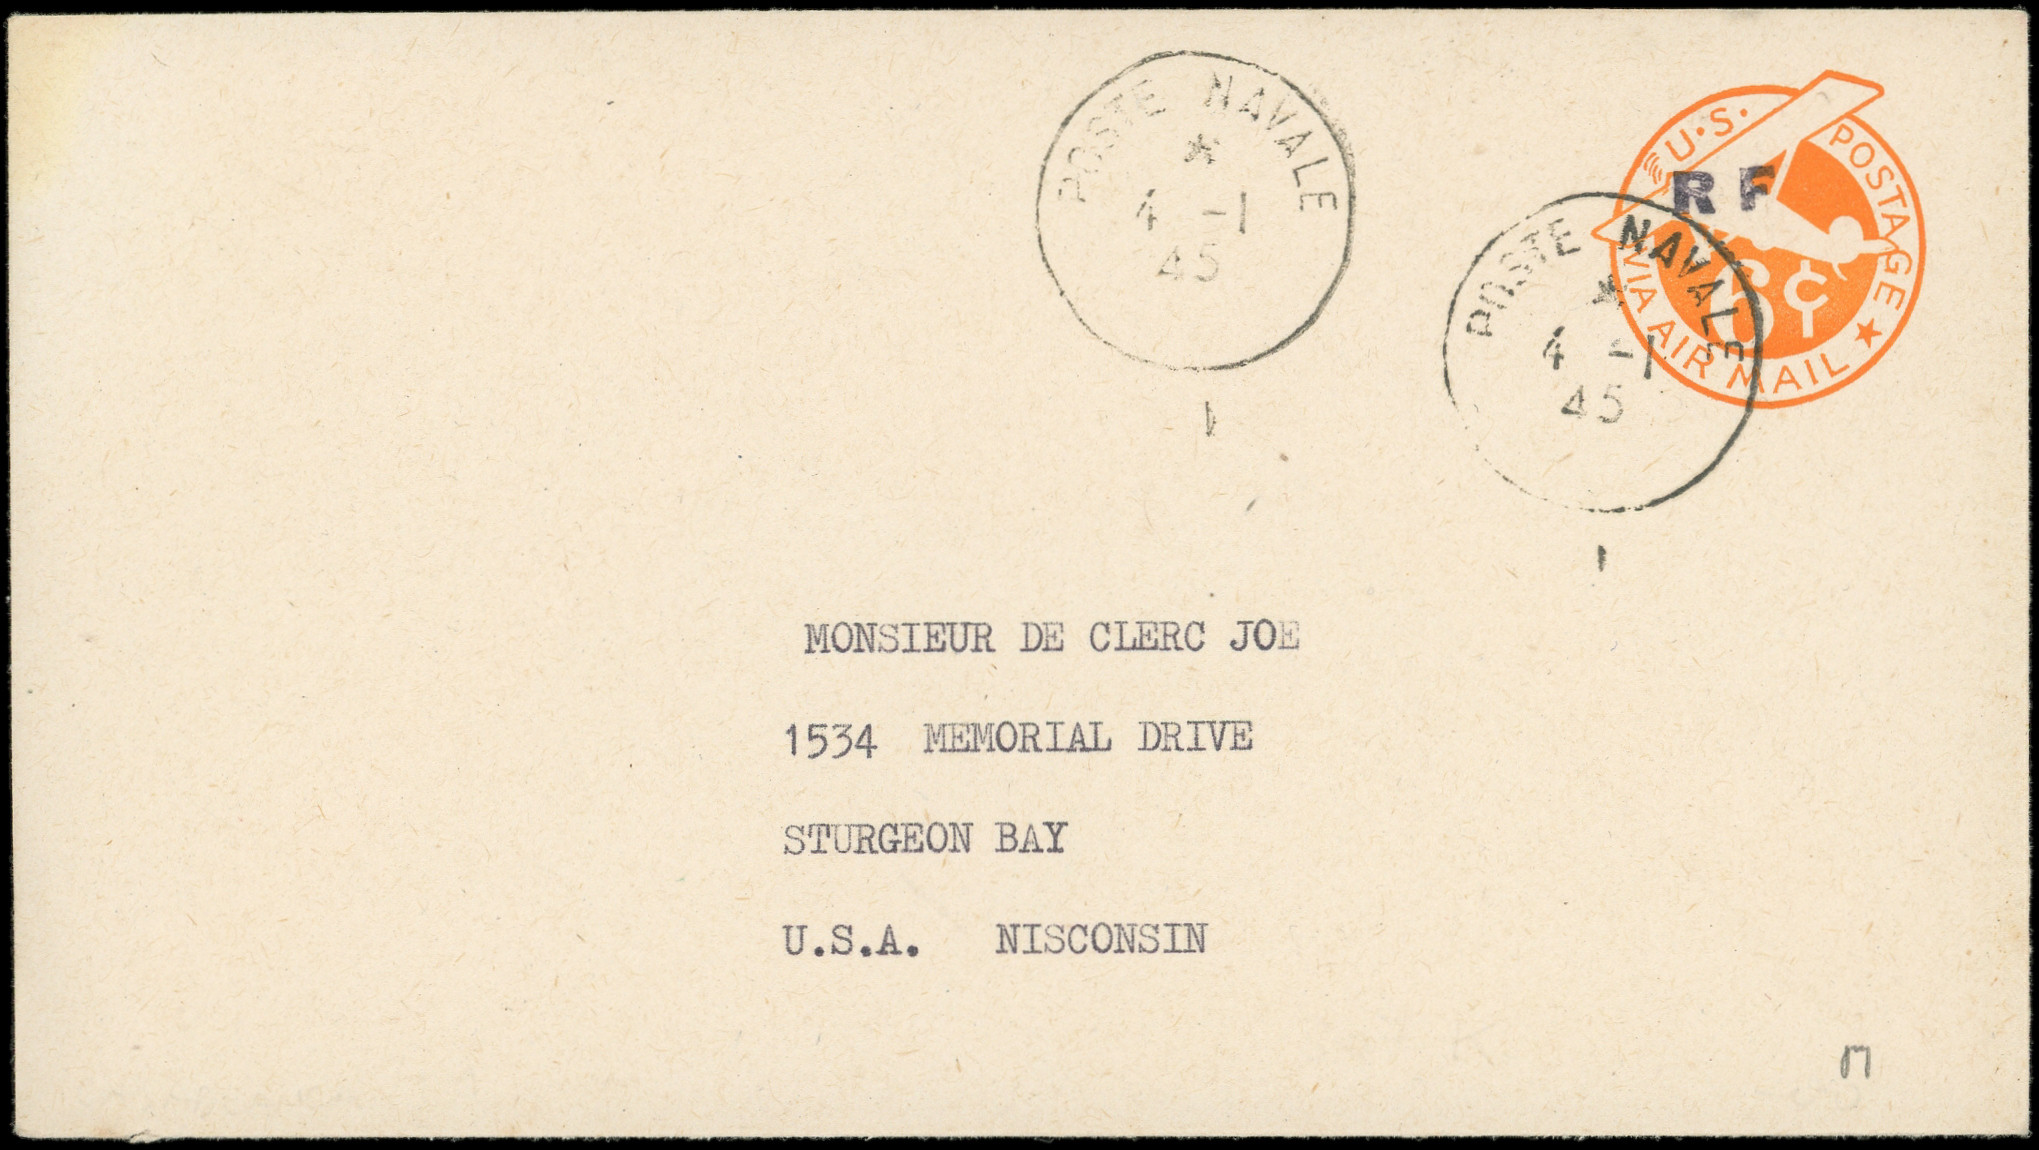 POSTE NAVALE
*
4 -1
45
U.S. POSTAGE
RF
6¢
VIA AIR MAIL
POSTE NAVALE
*
4 -1
45
MONSIEUR DE CLERC JOE
1534 MEMORIAL DRIVE
STURGEON BAY
U.S.A. NISCONSIN